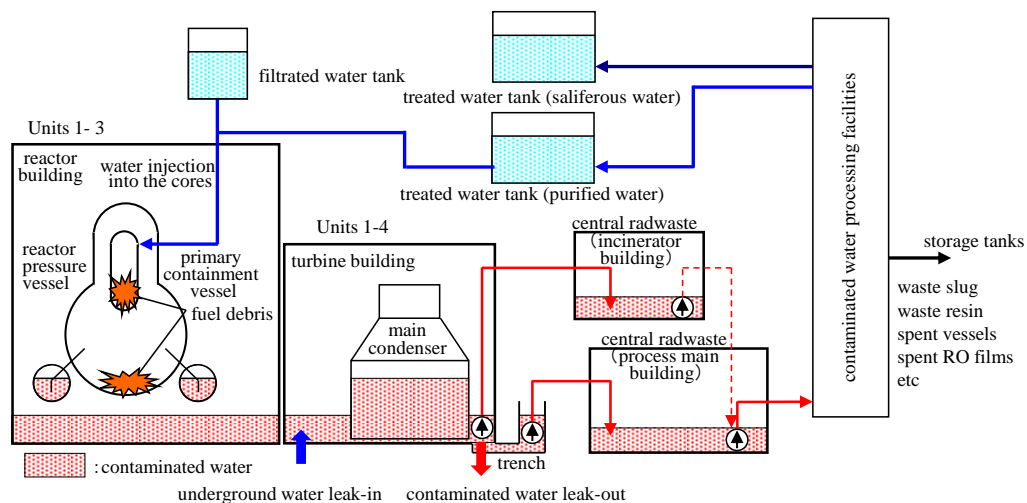 filtrated water tank
treated water tank (saliferous water)
treated water tank (purified water)
contaminated water processing facilities
Units 1- 3
reactor
building
water injection
into the cores
reactor
pressure
vessel
primary
containment
vessel
fuel debris
Units 1-4
turbine building
main
condenser
central radwaste
（incinerator
building）
central radwaste
（process main
building）
storage tanks
waste slug
waste resin
spent vessels
spent RO films
etc
:contaminated water
trench
underground water leak-in
contaminated water leak-out